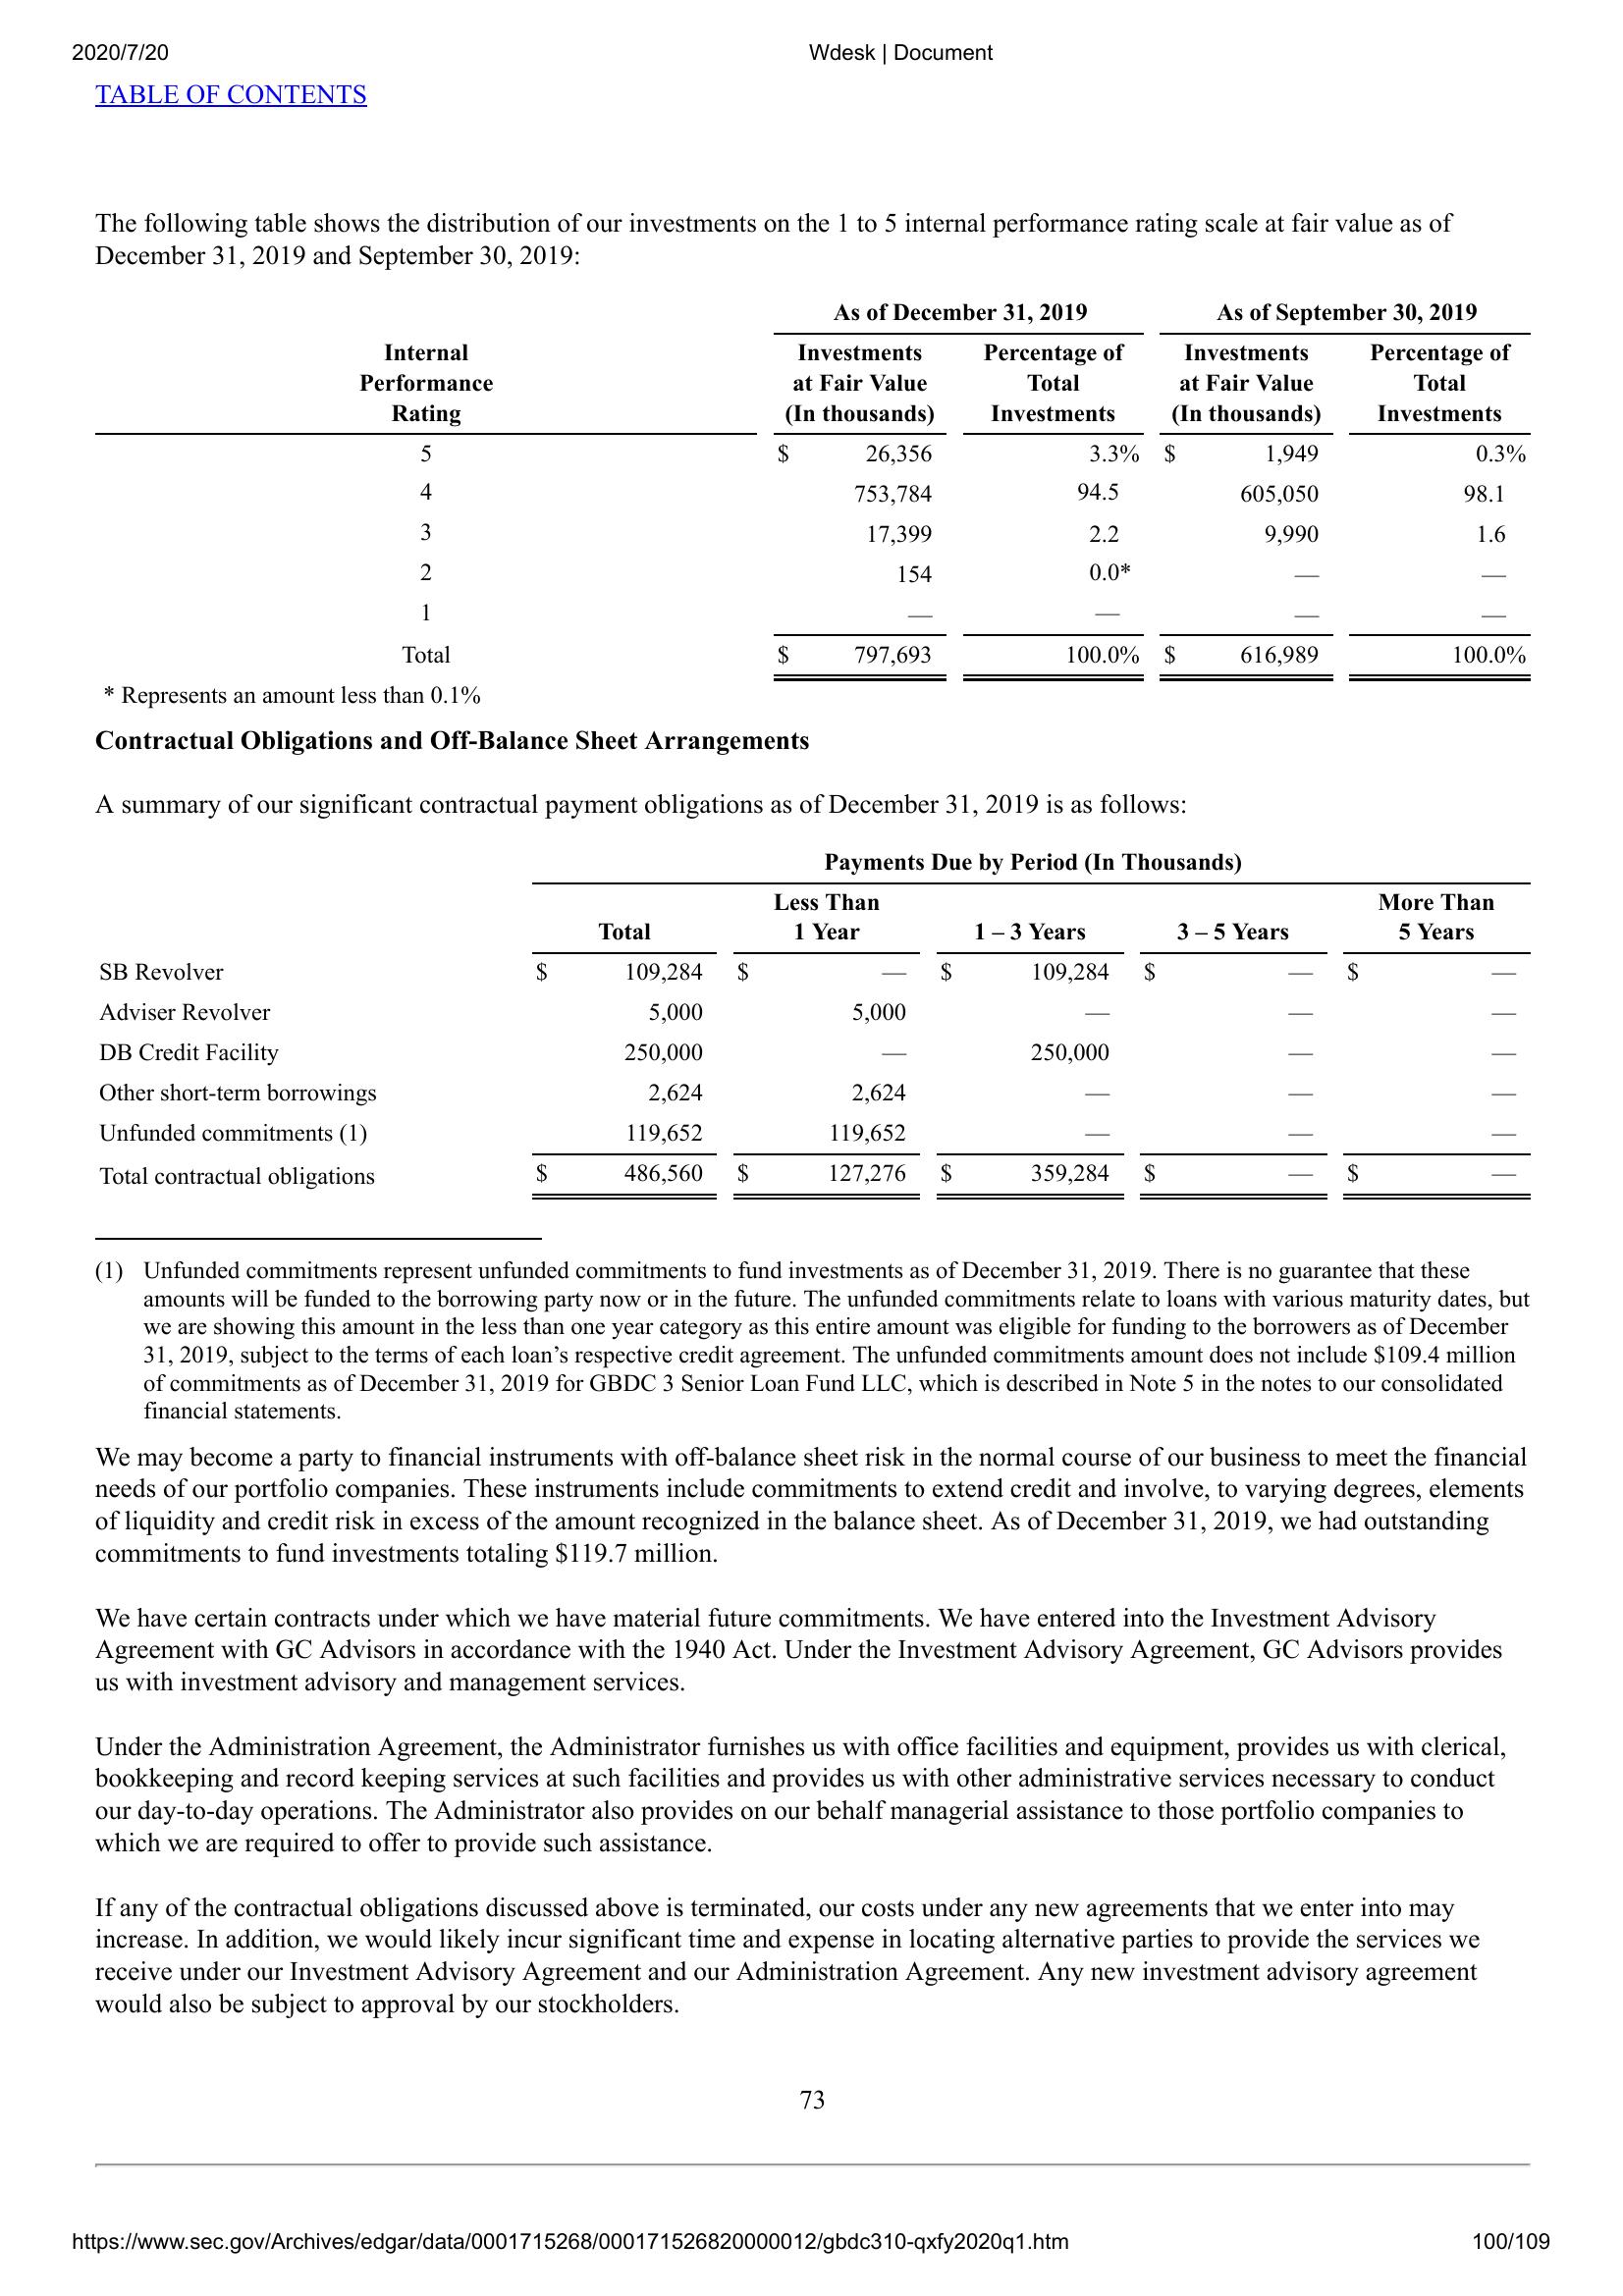 2020/7/20 Wdesk | Document
TABLE OF CONTENTS
The following table shows the distribution of our investments on the 1 to 5 internal performance rating scale at fair value as of
December 31, 2019 and September 30, 2019:
As of December 31, 2019 As of September 30, 2019
Internal Investments Percentage of Investments Percentage of
Performance at Fair Value Total at Fair Value Total
Rating (In thousands) Investments (In thousands) Investments
5 $ 26,356 3.3% $ 1,949 0.3%
4 753,784 94.5 605,050 98.1
3 17,399 2.2 9,990 1.6
2 154 0.0* — —
1 — — — —
Total $ 797,693 100.0% $ 616,989 100.0%
* Represents an amount less than 0.1%
Contractual Obligations and Off-Balance Sheet Arrangements
A summary of our significant contractual payment obligations as of December 31, 2019 is as follows:
Payments Due by Period (In Thousands)
Less Than More Than
Total 1 Year 1 – 3 Years 3 – 5 Years 5 Years
SB Revolver $ 109,284 $ — $ 109,284 $ — $ —
Adviser Revolver 5,000 5,000 — — —
DB Credit Facility 250,000 — 250,000 — —
Other short-term borrowings 2,624 2,624 — — —
Unfunded commitments (1) 119,652 119,652 — — —
Total contractual obligations $ 486,560 $ 127,276 $ 359,284 $ — $ —
(1) Unfunded commitments represent unfunded commitments to fund investments as of December 31, 2019. There is no guarantee that these
amounts will be funded to the borrowing party now or in the future. The unfunded commitments relate to loans with various maturity dates, but
we are showing this amount in the less than one year category as this entire amount was eligible for funding to the borrowers as of December
31, 2019, subject to the terms of each loan’s respective credit agreement. The unfunded commitments amount does not include $109.4 million
of commitments as of December 31, 2019 for GBDC 3 Senior Loan Fund LLC, which is described in Note 5 in the notes to our consolidated
financial statements.
We may become a party to financial instruments with off-balance sheet risk in the normal course of our business to meet the financial
needs of our portfolio companies. These instruments include commitments to extend credit and involve, to varying degrees, elements
of liquidity and credit risk in excess of the amount recognized in the balance sheet. As of December 31, 2019, we had outstanding
commitments to fund investments totaling $119.7 million.
We have certain contracts under which we have material future commitments. We have entered into the Investment Advisory
Agreement with GC Advisors in accordance with the 1940 Act. Under the Investment Advisory Agreement, GC Advisors provides
us with investment advisory and management services.
Under the Administration Agreement, the Administrator furnishes us with office facilities and equipment, provides us with clerical,
bookkeeping and record keeping services at such facilities and provides us with other administrative services necessary to conduct
our day-to-day operations. The Administrator also provides on our behalf managerial assistance to those portfolio companies to
which we are required to offer to provide such assistance.
If any of the contractual obligations discussed above is terminated, our costs under any new agreements that we enter into may
increase. In addition, we would likely incur significant time and expense in locating alternative parties to provide the services we
receive under our Investment Advisory Agreement and our Administration Agreement. Any new investment advisory agreement
would also be subject to approval by our stockholders.
73
https://www.sec.gov/Archives/edgar/data/0001715268/000171526820000012/gbdc310-qxfy2020q1.htm 100/109